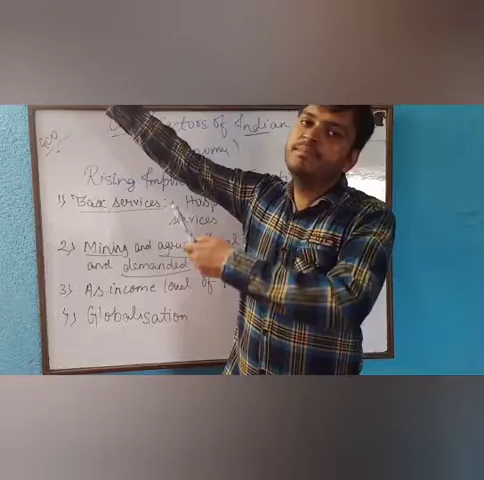 Sectors of Indian
Economy)
Rising Impor
1) Basic services:- Hosp
services
2) Mining and agri
and demanded
3) As income level of
4) Globalisation